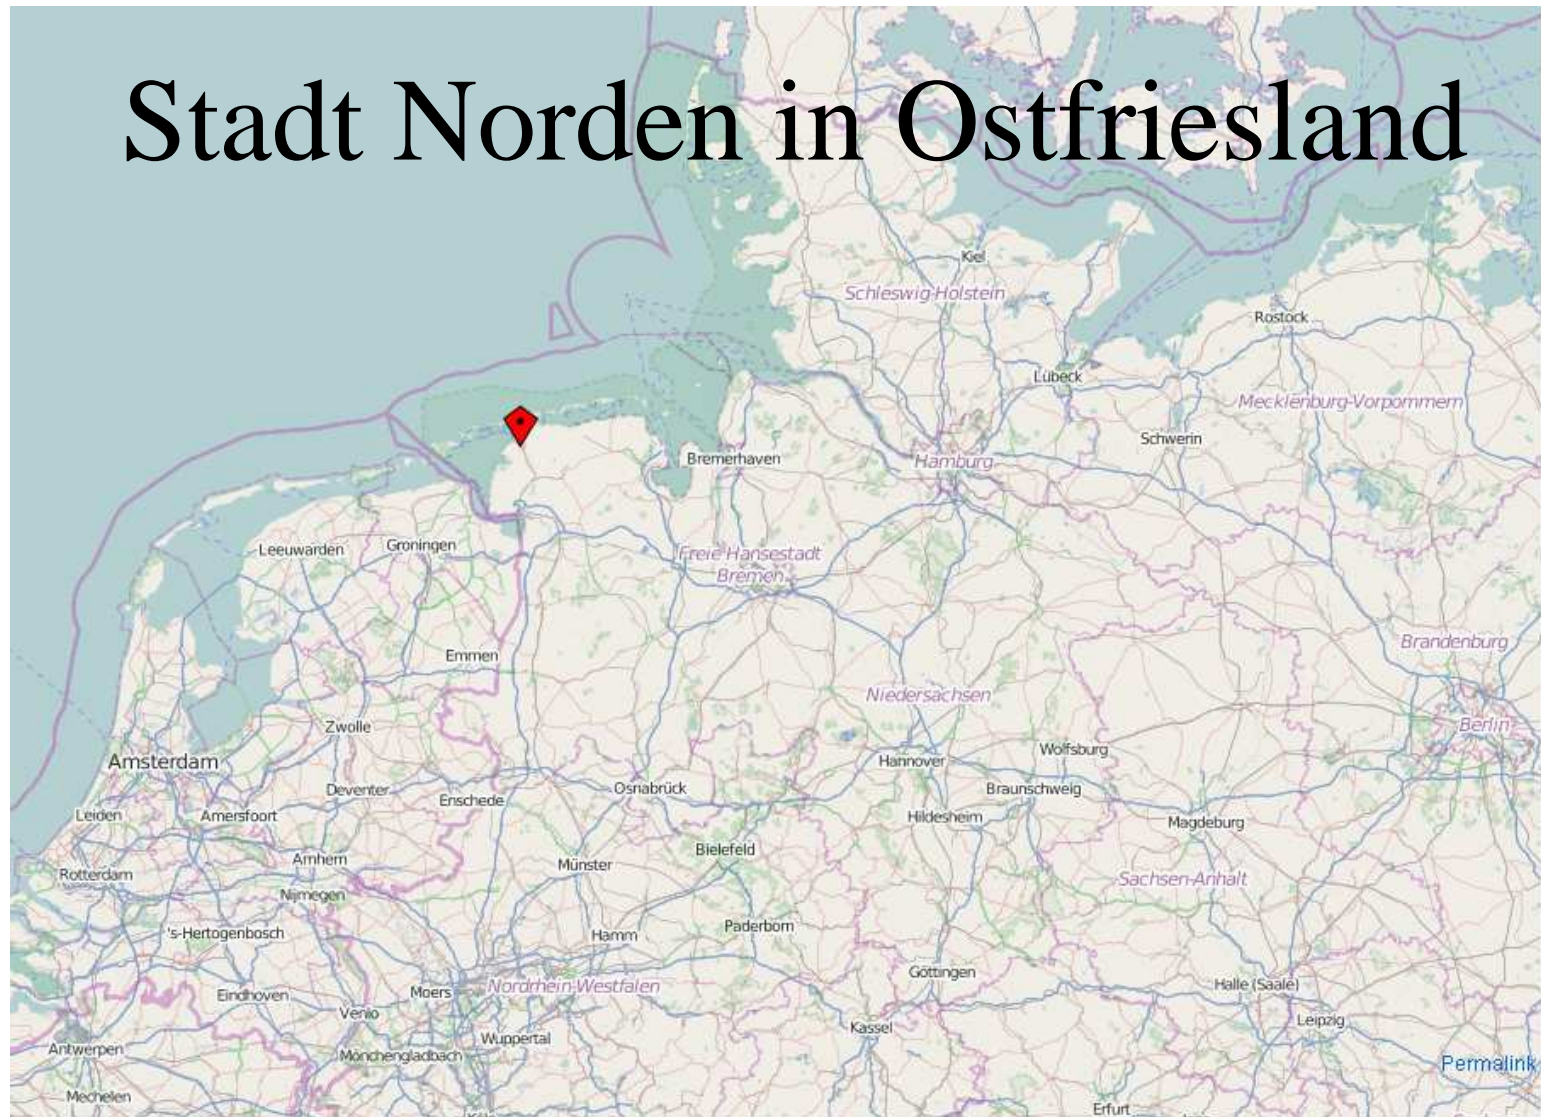 Stadt Norden in Ostfriesland
Kiel
Schleswig-Holstein
Rostock
Lübeck
Mecklenburg-Vorpommern
Schwerin
Bremerhaven
Hamburg
Leeuwarden
Groningen
Freie Hansestadt
Bremen
Brandenburg
Emmen
Niedersachsen
Berlin
Zwolle
Wolfsburg
Amsterdam
Hannover
Deventer
Enschede
Osnabrück
Braunschweig
Leiden
Amersfoort
Hildesheim
Magdeburg
Bielefeld
Arnhem
Münster
Rotterdam
Sachsen-Anhalt
Nijmegen
Paderborn
's-Hertogenbosch
Hamm
Göttingen
Halle (Saale)
Nordrhein-Westfalen
Eindhoven
Moers
Venlo
Leipzig
Kassel
Wuppertal
Antwerpen
Mönchengladbach
Permalink
Mechelen
Erfurt